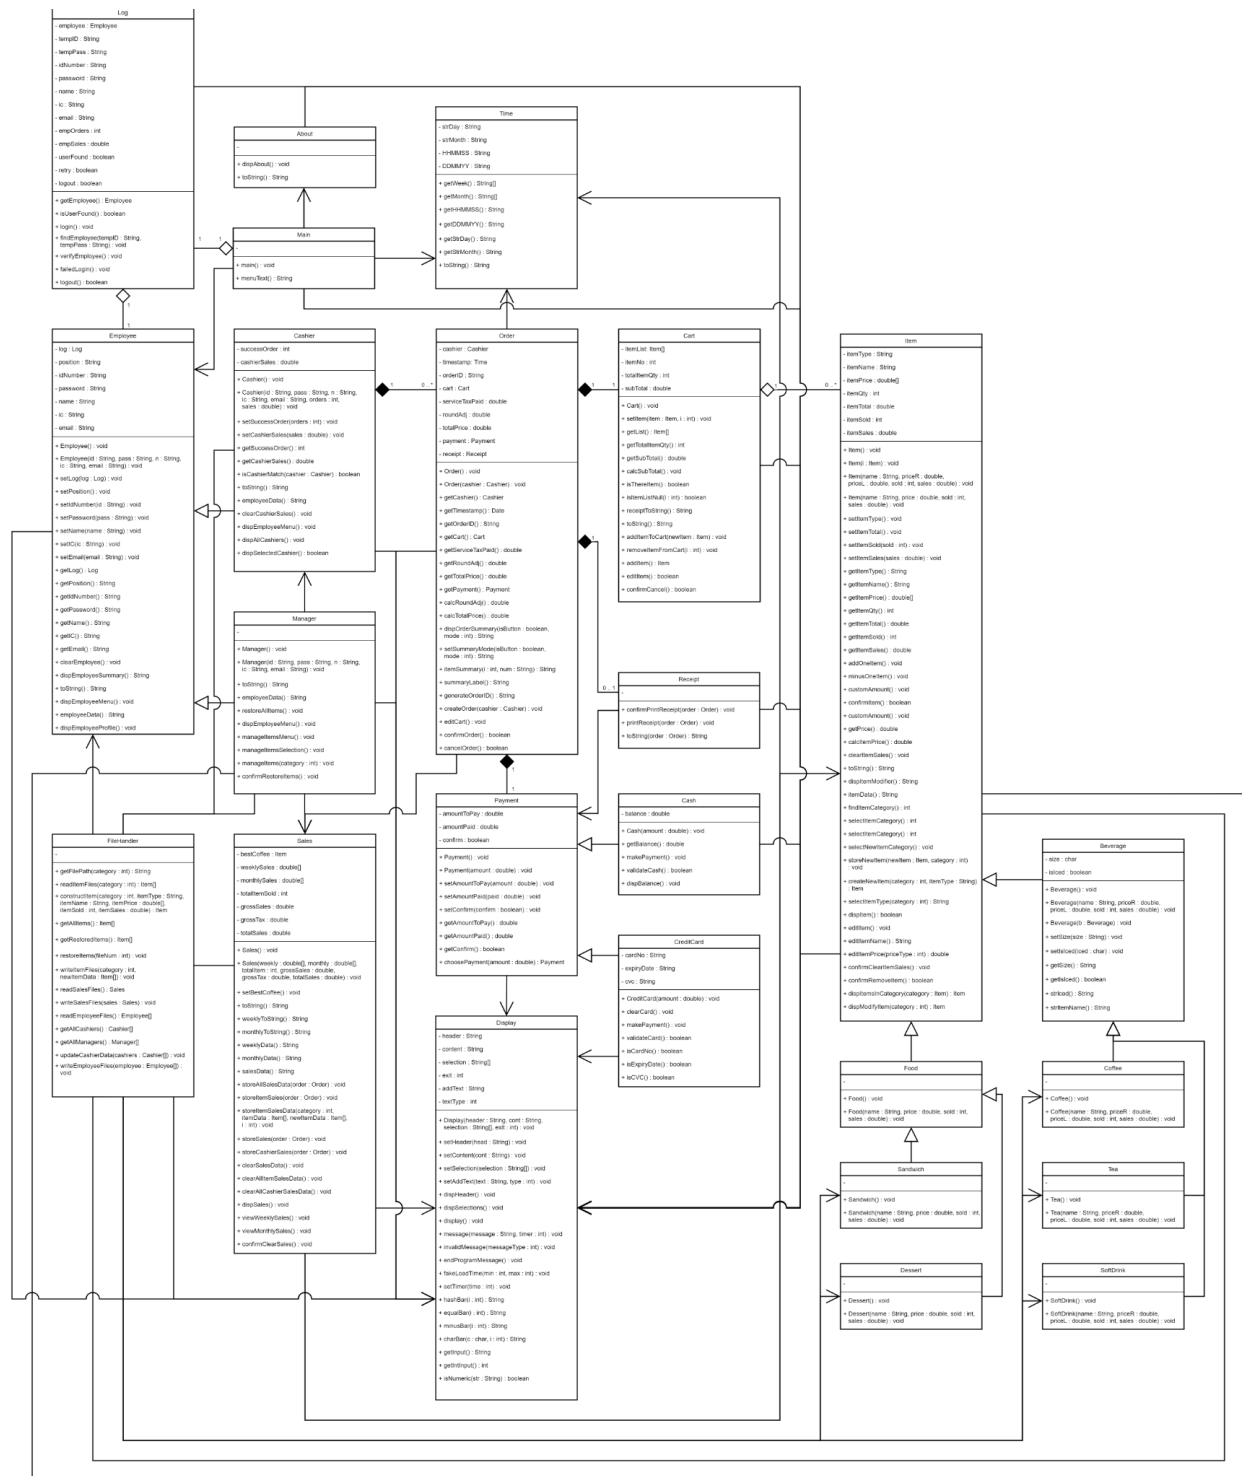 Log
- employee : Employee
- tempID : String
- tempPass : String
- idNumber : String
- password : String
- name : String
- ic : String
- email : String
- empOrders : int
- empSales : double
- userFound : boolean
- retry : boolean
- logout : boolean
+ getEmployee() : Employee
+ isUserFound() : boolean
+ login() : void
+ findEmployee(tempID : String,
tempPass : String) : void
+ verifyEmployee() : void
+ failedLogin() : void
+ logout() : boolean
About
-
+ dispAbout() : void
+ toString() : String
Time
- strDay : String
- strMonth : String
- HHMMSS : String
- DDMMYY : String
+ getWeek() : String[]
+ getMonth() : String[]
+ getHHMMSS() : String
+ getDDMMYY() : String
+ getStrDay() : String
+ getStrMonth() : String
+ toString() : String
Main
-
+ main() : void
+ menuText() : String
1
1
1
1
Employee
- log : Log
- position : String
- idNumber : String
- password : String
- name : String
- ic : String
- email : String
+ Employee() : void
+ Employee(id : String, pass : String, n : String,
ic : String, email : String) : void
+ setLog(log : Log) : void
+ setPosition() : void
+ setIdNumber(id : String) : void
+ setPassword(pass : String) : void
+ setName(name : String) : void
+ setIC(ic : String) : void
+ setEmail(email : String) : void
+ getLog() : Log
+ getPosition() : String
+ getIdNumber() : String
+ getPassword() : String
+ getName() : String
+ getIC() : String
+ getEmail() : String
+ clearEmployee() : void
+ dispEmployeeSummary() : String
+ toString() : String
+ dispEmployeeMenu() : void
+ employeeData() : String
+ dispEmployeeProfile() : void
Cashier
- successOrder : int
- cashierSales : double
+ Cashier() : void
+ Cashier(id : String, pass : String, n : String,
ic : String, email : String, orders : int,
sales : double) : void
+ setSuccessOrder(orders : int) : void
+ setCashierSales(sales : double) : void
+ getSuccessOrder() : int
+ getCashierSales() : double
+ isCashierMatch(cashier : Cashier) : boolean
+ toString() : String
+ employeeData() : String
+ clearCashierSales() : void
+ dispEmployeeMenu() : void
+ dispAllCashiers() : void
+ dispSelectedCashier() : boolean
1
0...*
Order
- cashier : Cashier
- timestamp : Time
- orderID : String
- cart : Cart
- serviceTaxPaid : double
- roundAdj : double
- totalPrice : double
- payment : Payment
- receipt : Receipt
+ Order() : void
+ Order(cashier : Cashier) : void
+ getCashier() : Cashier
+ getTimestamp() : Date
+ getOrderID() : String
+ getCart() : Cart
+ getServiceTaxPaid() : double
+ getRoundAdj() : double
+ getTotalPrice() : double
+ getPayment() : Payment
+ calcRoundAdj() : double
+ calcTotalPrice() : double
+ dispOrderSummary(isButton : boolean,
mode : int) : String
+ setSummaryMode(isButton : boolean,
mode : int) : String
+ itemSummary(i : int, num : String) : String
+ summaryLabel() : String
+ generateOrderID() : String
+ createOrder(cashier : Cashier) : void
+ editCart() : void
+ confirmOrder() : boolean
+ cancelOrder() : boolean
1
1
Cart
- itemList: Item[]
- itemNo : int
- totalItemQty : int
- subTotal : double
+ Cart() : void
+ setItem(item : Item, i : int) : void
+ getList() : Item[]
+ getTotalItemQty() : int
+ getSubTotal() : double
+ calcSubTotal() : void
+ isThereItem() : boolean
+ isItemListNull(i : int) : boolean
+ receiptToString() : String
+ toString() : String
+ addItemToCart(newItem : Item) : void
+ removeItemFromCart(i : int) : void
+ addItem() : Item
+ editItem() : boolean
+ confirmCancel() : boolean
1
0...*
Item
- itemType : String
- itemName : String
- itemPrice : double[]
- itemQty : int
- itemTotal : double
- itemSold : int
- itemSales : double
+ Item() : void
+ Item(i : Item) : void
+ Item(name : String, priceR : double,
priceL : double, sold : int, sales : double) : void
+ Item(name : String, price : double, sold : int,
sales : double) : void
+ setItemType() : void
+ setItemTotal() : void
+ setItemSold(sold : int) : void
+ setItemSales(sales : double) : void
+ getItemType() : String
+ getItemName() : String
+ getItemPrice() : double[]
+ getItemQty() : int
+ getItemTotal() : double
+ getItemSold() : int
+ getItemSales() : double
+ addOneItem() : void
+ minusOneItem() : void
+ customAmount() : void
+ confirmItem() : boolean
+ customAmount() : void
+ getPrice() : double
+ calcItemPrice() : double
+ clearItemSales() : void
+ toString() : String
+ dispItemModifier() : String
+ itemData() : String
+ findItemCategory() : int
+ selectItemCategory() : int
+ selectItemCategory() : int
+ selectNewItemCategory() : void
+ storeNewItem(newItem : Item, category : int)
: void
+ createNewItem(category : int, itemType : String)
: Item
+ selectItemType(category : int) : String
+ dispItem() : boolean
+ editItem() : void
+ editItemName() : String
+ editItemPrice(priceType : int) : double
+ confirmClearItemSales() : void
+ confirmRemoveItem() : boolean
+ dispItemsInCategory(category : Item) : Item
+ dispModifyItem(category : int) : Item
Manager
-
+ Manager() : void
+ Manager(id : String, pass : String, n : String,
ic : String, email : String) : void
+ toString() : String
+ employeeData() : String
+ restoreAllItems() : void
+ dispEmployeeMenu() : void
+ manageItemsMenu() : void
+ manageItemsSelection() : void
+ manageItems(category : int) : void
+ confirmRestoreItems() : void
1
0...1
Receipt
-
+ confirmPrintReceipt(order : Order) : void
+ printReceipt(order : Order) : void
+ toString(order : Order) : String
1
1
Payment
- amountToPay : double
- amountPaid : double
- confirm : boolean
+ Payment() : void
+ Payment(amount : double) : void
+ setAmountToPay(amount : double) : void
+ setAmountPaid(paid : double) : void
+ setConfirm(confirm : boolean) : void
+ getAmountToPay() : double
+ getAmountPaid() : double
+ getConfirm() : boolean
+ choosePayment(amount : double) : Payment
Cash
- balance : double
+ Cash(amount : double) : void
+ getBalance() : double
+ makePayment() : void
+ validateCash() : boolean
+ dispBalance() : void
CreditCard
- cardNo : String
- expiryDate : String
- cvc : String
+ CreditCard(amount : double) : void
+ clearCard() : void
+ makePayment() : void
+ validateCard() : boolean
+ isCardNo() : boolean
+ isExpiryDate() : boolean
+ isCVC() : boolean
FileHandler
-
+ getFilePath(category : int) : String
+ readItemFiles(category : int) : Item[]
+ constructItem(category : int, itemType : String,
itemName : String, itemPrice : double[],
itemSold : int, itemSales : double) : Item
+ getAllItems() : Item[]
+ getRestoredItems() : Item[]
+ restoreItems(fileNum : int) : void
+ writeItemFiles(category : int,
newItemData : Item[]) : void
+ readSalesFiles() : Sales
+ writeSalesFiles(sales : Sales) : void
+ readEmployeeFiles() : Employee[]
+ getAllCashiers() : Cashier[]
+ getAllManagers() : Manager[]
+ updateCashierData(cashiers : Cashier[]) : void
+ writeEmployeeFiles(employee : Employee[]) :
void
Sales
- bestCoffee : Item
- weeklySales : double[]
- monthlySales : double[]
- totalItemSold : int
- grossSales : double
- grossTax : double
- totalSales : double
+ Sales() : void
+ Sales(weekly : double[], monthly : double[],
totalItem : int, grossSales : double,
grossTax : double, totalSales : double) : void
+ setBestCoffee() : void
+ toString() : String
+ weeklyToString() : String
+ monthlyToString() : String
+ weeklyData() : String
+ monthlyData() : String
+ salesData() : String
+ storeAllSalesData(order : Order) : void
+ storeItemSales(order : Order) : void
+ storeItemSalesData(category : int,
itemData : Item[], newItemData : Item[],
i : int) : void
+ storeSales(order : Order) : void
+ storeCashierSales(order : Order) : void
+ clearSalesData() : void
+ clearAllItemSalesData() : void
+ clearAllCashierSalesData() : void
+ dispSales() : void
+ viewWeeklySales() : void
+ viewMonthlySales() : void
+ confirmClearSales() : void
Display
- header : String
- content : String
- selection : String[]
- exit : int
- addText : String
- textType : int
+ Display(header : String, cont : String,
selection : String[], exit : int) : void
+ setHeader(head : String) : void
+ setContent(cont : String) : void
+ setSelection(selection : String[]) : void
+ setAddText(text : String, type : int) : void
+ dispHeader() : void
+ dispSelections() : void
+ display() : void
+ message(message : String, timer : int) : void
+ invalidMessage(messageType : int) : void
+ endProgramMessage() : void
+ fakeLoadTime(min : int, max : int) : void
+ setTimer(time : int) : void
+ hashBar(i : int) : String
+ equalBar(i : int) : String
+ minusBar(i : int) : String
+ charBar(c : char, i : int) : String
+ getInput() : String
+ getIntInput() : int
+ isNumeric(str : String) : boolean
Beverage
- size : char
- isIced : boolean
+ Beverage() : void
+ Beverage(name : String, priceR : double,
priceL : double, sold : int, sales : double) : void
+ Beverage(b : Beverage) : void
+ setSize(size : String) : void
+ setIsIced(iced : char) : void
+ getSize() : String
+ getIsIced() : boolean
+ strIced() : String
+ strItemName() : String
Food
-
+ Food() : void
+ Food(name : String, price : double, sold : int,
sales : double) : void
Coffee
-
+ Coffee() : void
+ Coffee(name : String, priceR : double,
priceL : double, sold : int, sales : double) : void
Sandwich
-
+ Sandwich() : void
+ Sandwich(name : String, price : double, sold : int,
sales : double) : void
Tea
-
+ Tea() : void
+ Tea(name : String, priceR : double,
priceL : double, sold : int, sales : double) : void
Dessert
-
+ Dessert() : void
+ Dessert(name : String, price : double, sold : int,
sales : double) : void
SoftDrink
-
+ SoftDrink() : void
+ SoftDrink(name : String, priceR : double,
priceL : double, sold : int, sales : double) : void